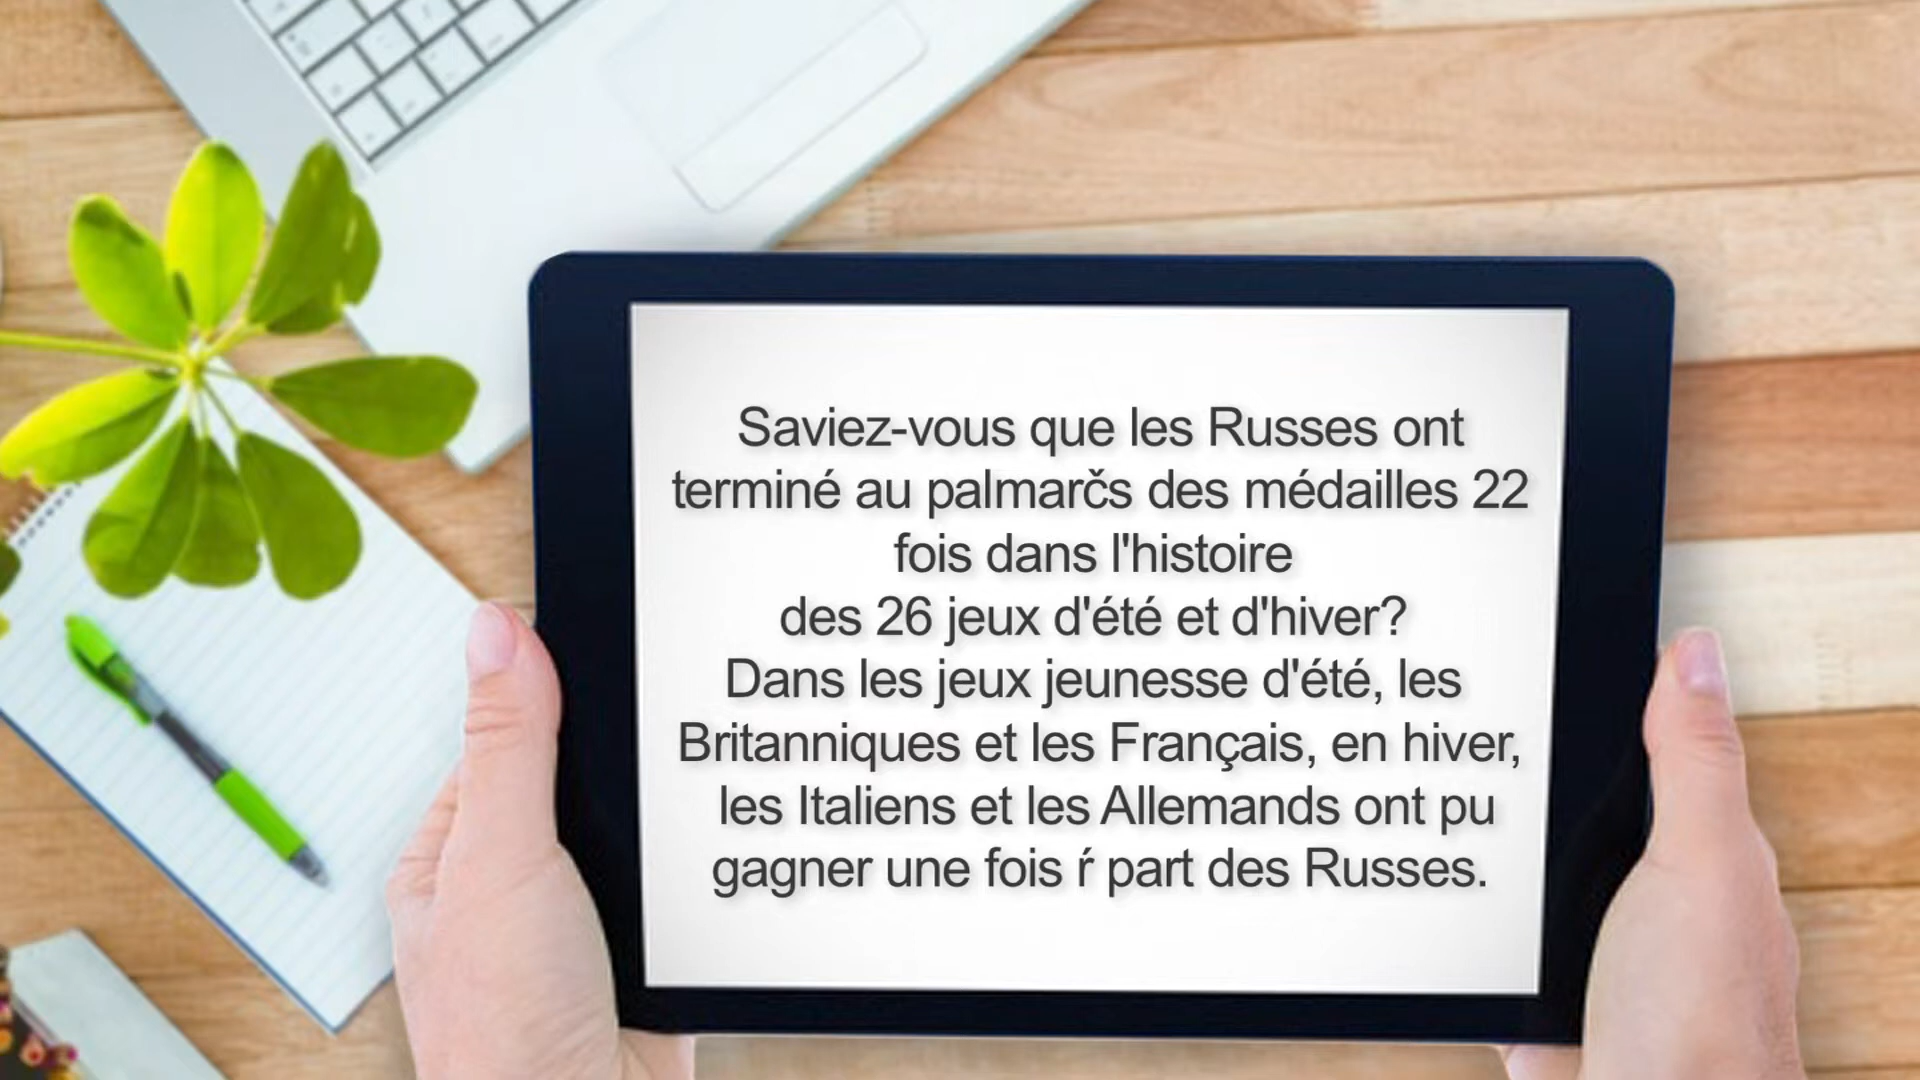 Saviez-vous que les Russes ont
terminé au palmarčs des médailles 22
fois dans l'histoire
des 26 jeux d'été et d'hiver?
Dans les jeux jeunesse d'été, les
Britanniques et les Français, en hiver,
les Italiens et les Allemands ont pu
gagner une fois ŕ part des Russes.